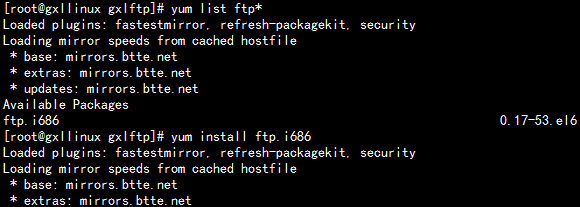 [root@gxllinux gxlftp]# yum list ftp*
Loaded plugins: fastestmirror, refresh-packagekit, security
Loading mirror speeds from cached hostfile
 * base: mirrors.btte.net
 * extras: mirrors.btte.net
 * updates: mirrors.btte.net
Available Packages
ftp.i686 0.17-53.el6
[root@gxllinux gxlftp]# yum install ftp.i686
Loaded plugins: fastestmirror, refresh-packagekit, security
Loading mirror speeds from cached hostfile
 * base: mirrors.btte.net
 * extras: mirrors.btte.net